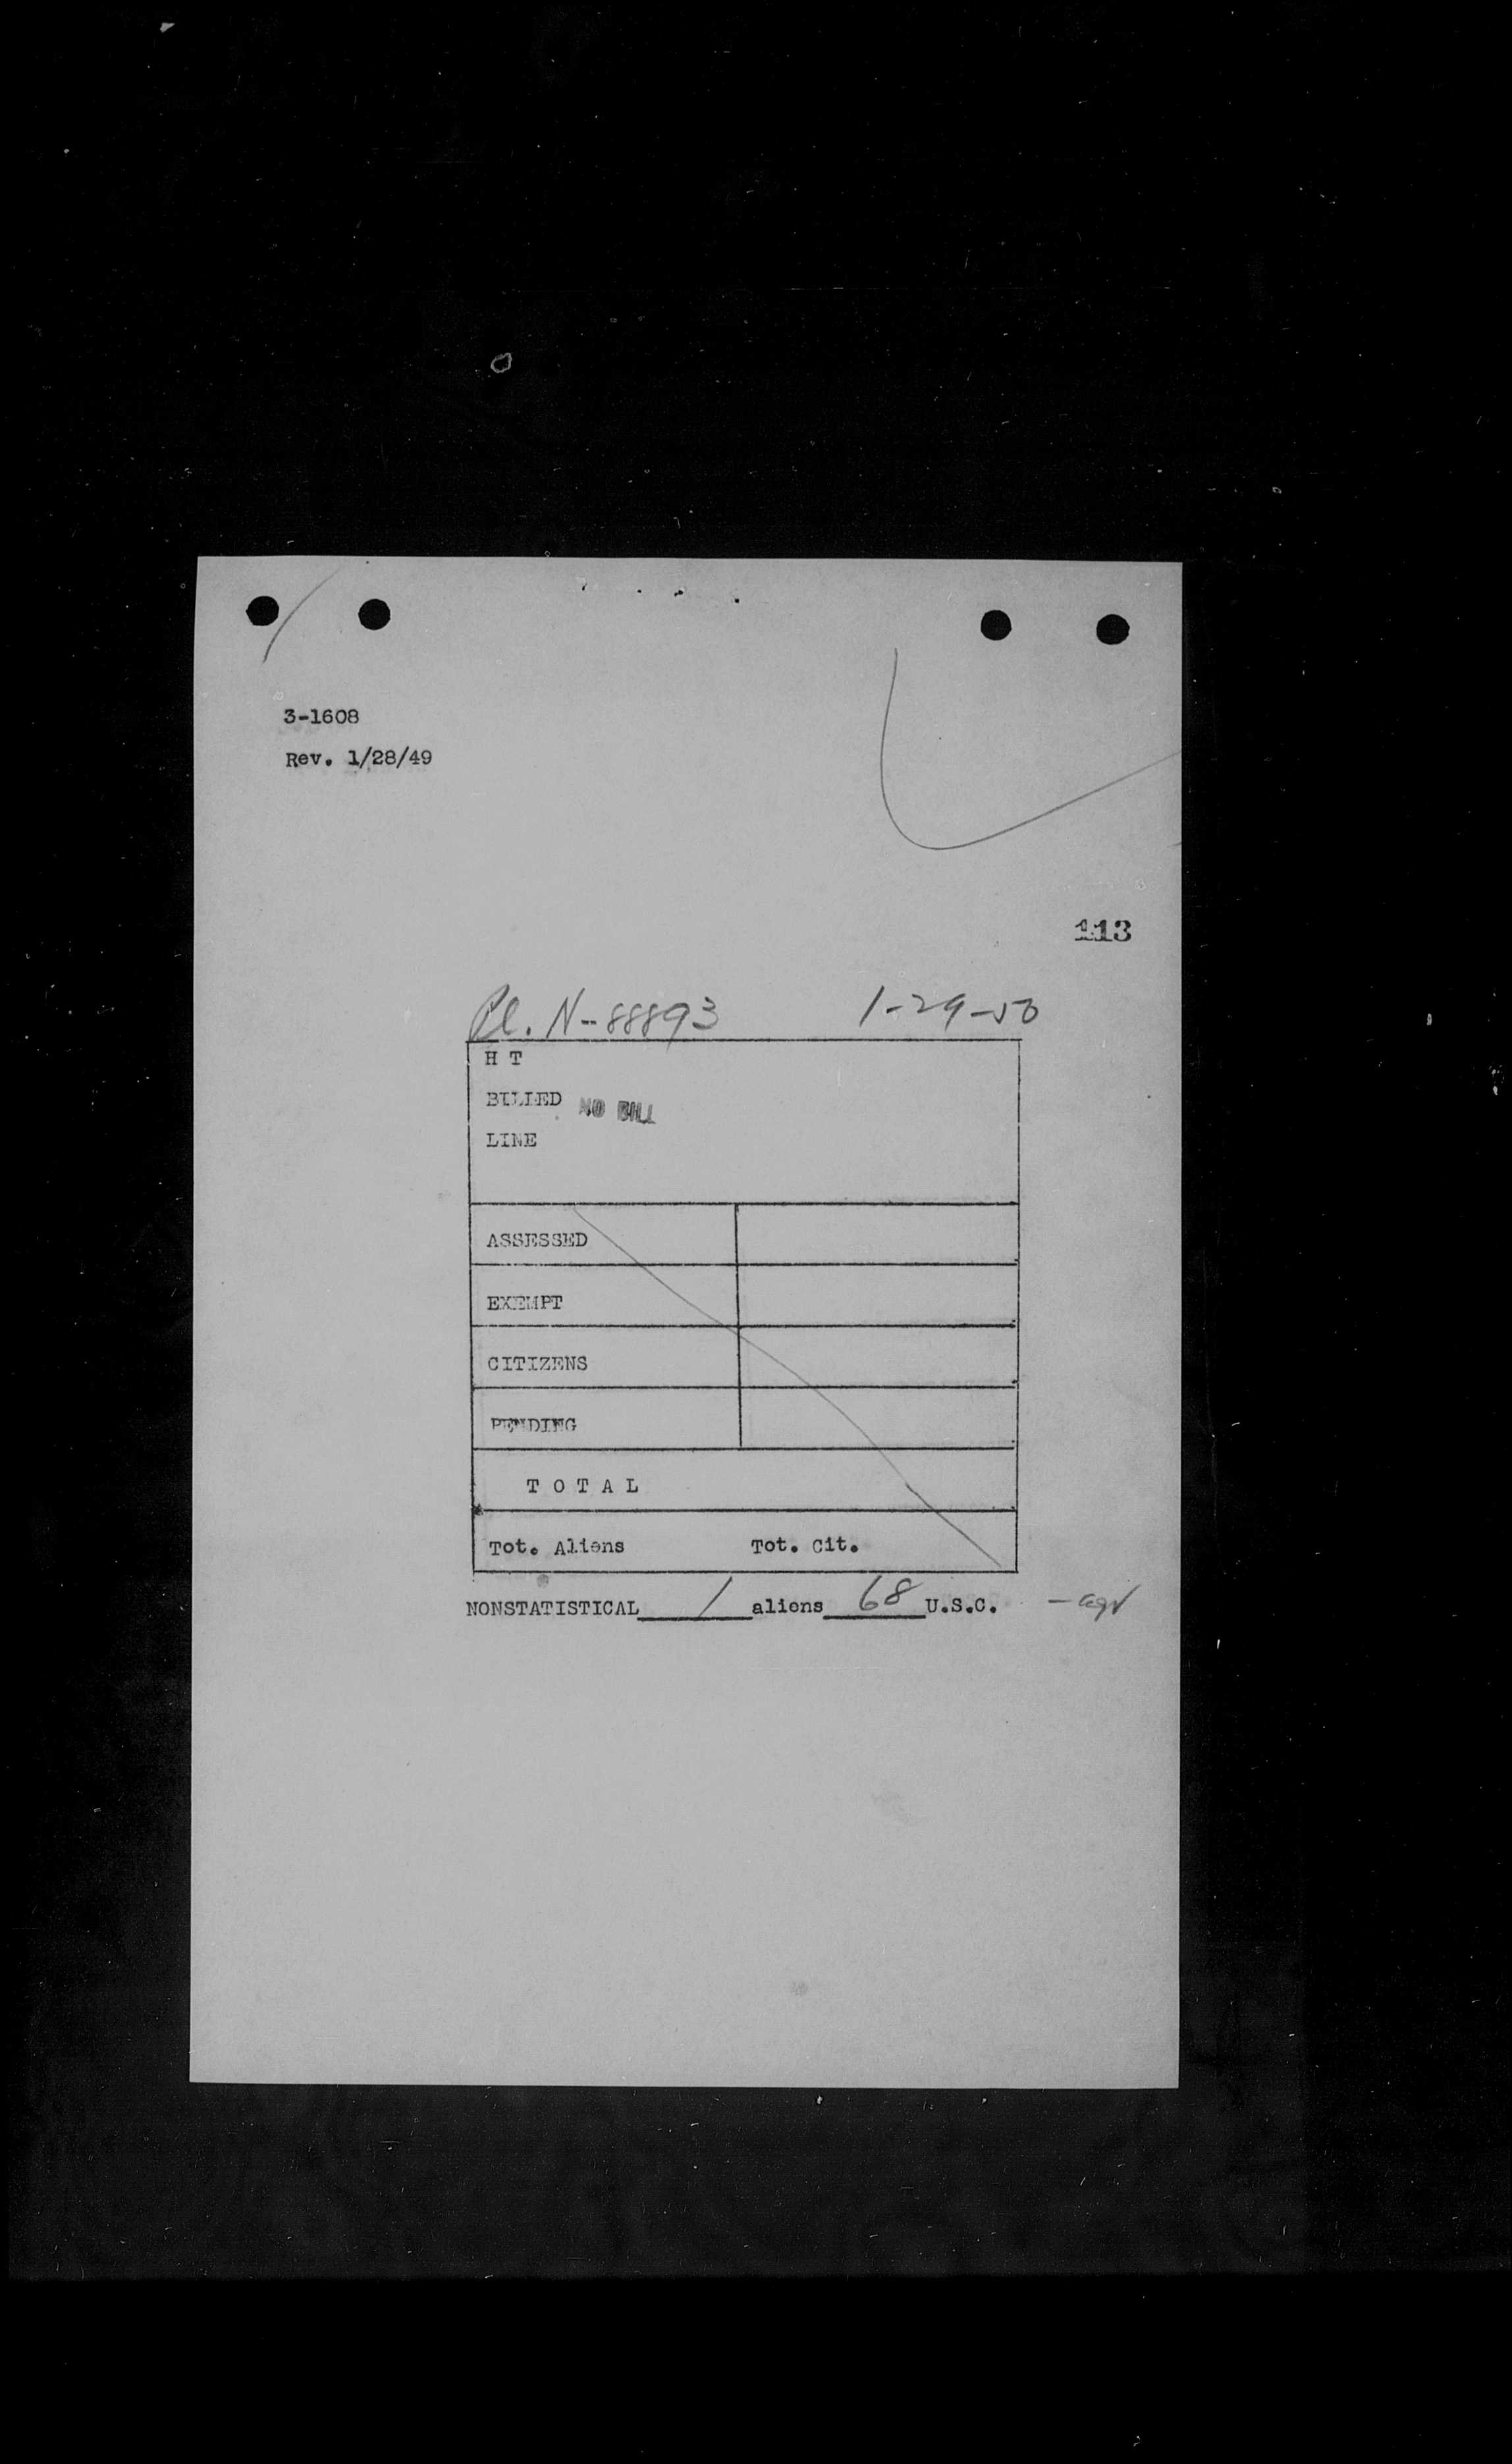 3-1608
Rev. 1/28/49
113
Pl. N-88893 1-29-50
H T
BILLED NO BILL
LINE
ASSESSED
EXEMPT
CITIZENS
PENDING
T O T A L
Tot. Aliens Tot. Cit.
NONSTATISTICAL 1 aliens 68 U.S.C.